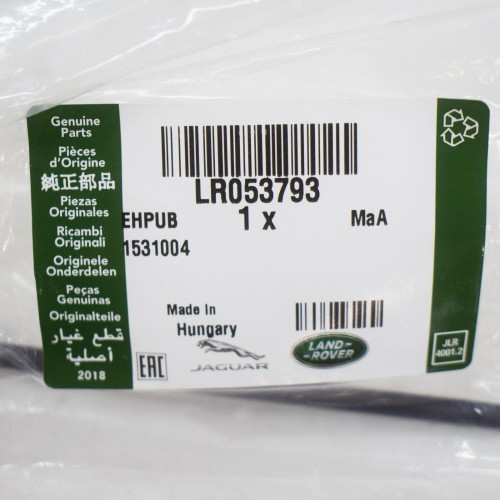 Genuine
Parts
Pièces
d'Origine
純正部品
Piezas
Originales
Ricambi
Originali
Originele
Onderdelen
Peças
Genuinas
Originalteile
قطع غيار
أصلية
2018
LR053793
EHPUB 1 x MaA
1531004
Made In
Hungary
EAC
JAGUAR
LAND-
-ROVER
JLR
4001.2